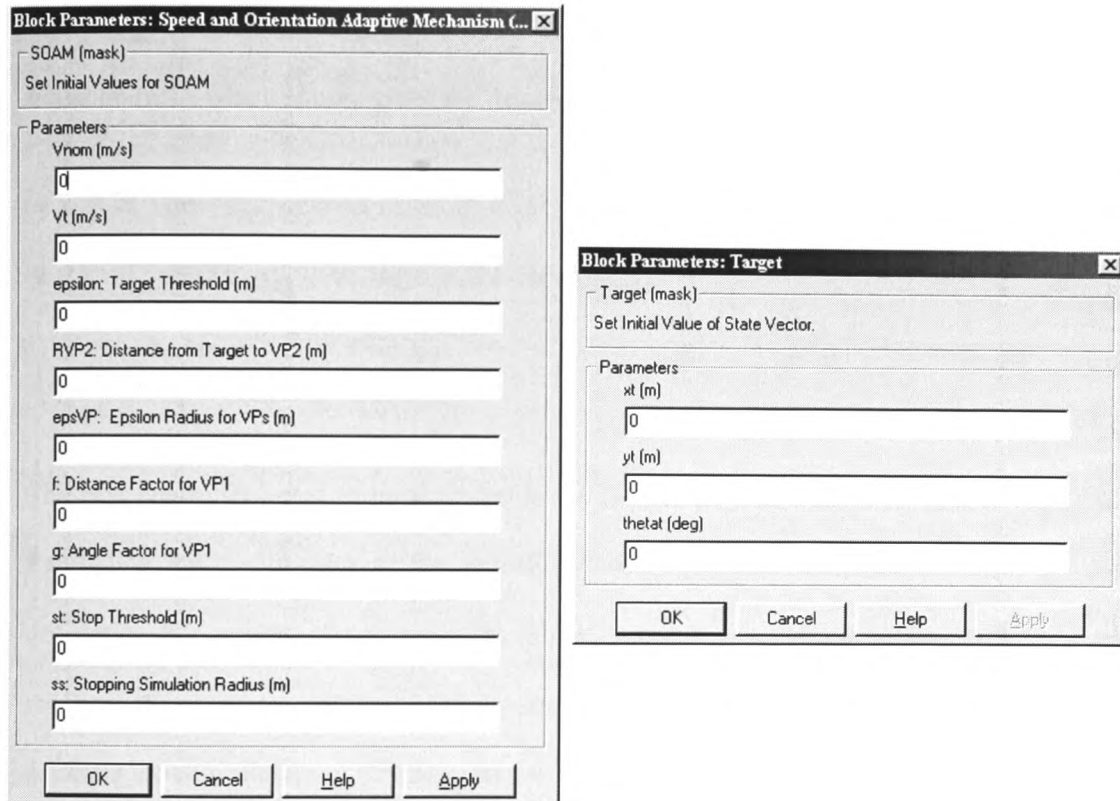 Block Parameters: Speed and Orientation Adaptive Mechanism (...
SOAM (mask)
Set Initial Values for SOAM
Parameters
Vnom (m/s)
0
Vt (m/s)
0
epsilon: Target Threshold (m)
0
RVP2: Distance from Target to VP2 (m)
0
epsVP: Epsilon Radius for VPs (m)
0
f: Distance Factor for VP1
0
g: Angle Factor for VP1
0
st: Stop Threshold (m)
0
ss: Stopping Simulation Radius (m)
0
OK Cancel Help Apply
Block Parameters: Target
Target (mask)
Set Initial Value of State Vector.
Parameters
xt (m)
0
yt (m)
0
thetat (deg)
0
OK Cancel Help Apply